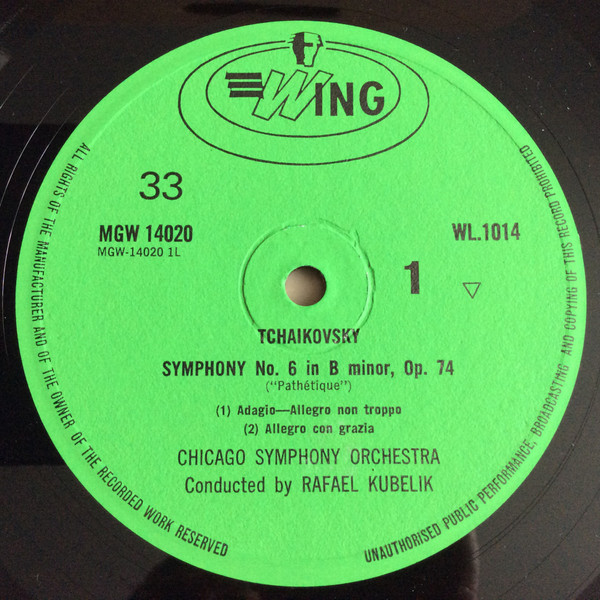 WING
33
MGW 14020
MGW-14020 1L
WL.1014
1
TCHAIKOVSKY
SYMPHONY No. 6 in B minor, Op. 74
("Pathétique")
(1) Adagio—Allegro non troppo
(2) Allegro con grazia
CHICAGO SYMPHONY ORCHESTRA
Conducted by RAFAEL KUBELIK
ALL RIGHTS OF THE MANUFACTURER AND OF THE OWNER OF THE RECORDED WORK RESERVED
UNAUTHORISED PUBLIC PERFORMANCE, BROADCASTING AND COPYING OF THIS RECORD PROHIBITED